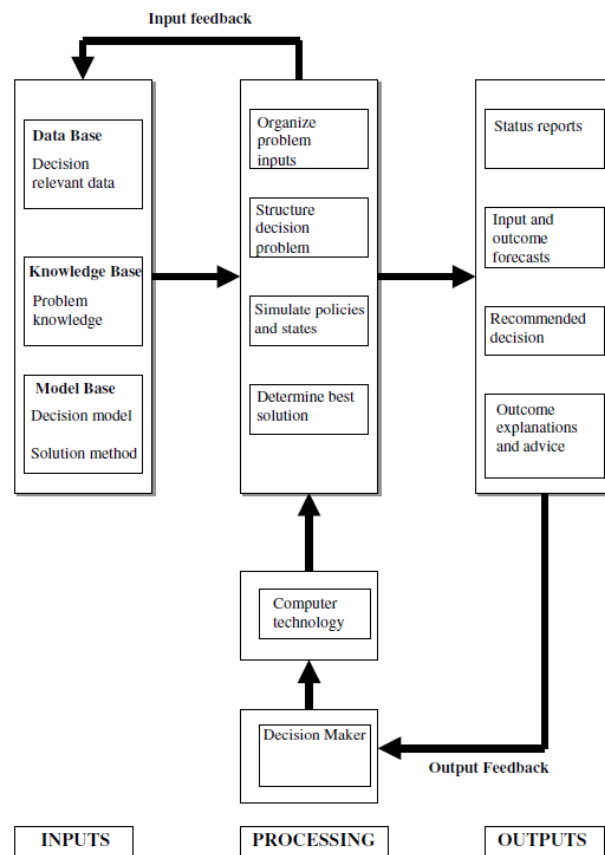 Input feedback
Data Base
Decision
relevant data
Knowledge Base
Problem
knowledge
Model Base
Decision model
Solution method
Organize
problem
inputs
Structure
decision
problem
Simulate policies
and states
Determine best
solution
Status reports
Input and
outcome
forecasts
Recommended
decision
Outcome
explanations
and advice
Computer
technology
Decision Maker
Output Feedback
INPUTS
PROCESSING
OUTPUTS